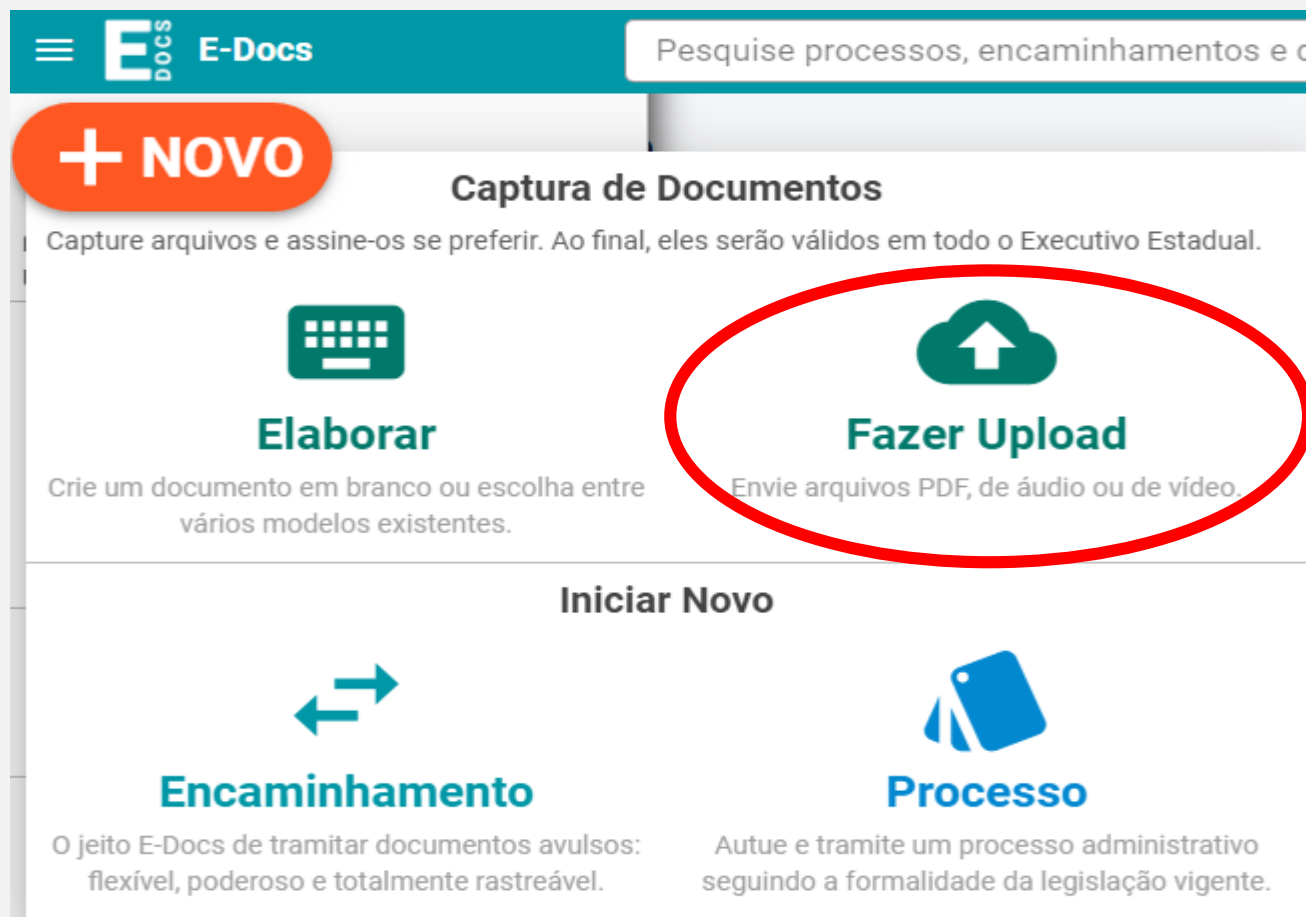 E DOCS E-Docs
Pesquise processos, encaminhamentos e
+ NOVO
Captura de Documentos
Capture arquivos e assine-os se preferir. Ao final, eles serão válidos em todo o Executivo Estadual.
Elaborar
Crie um documento em branco ou escolha entre
vários modelos existentes.
Fazer Upload
Envie arquivos PDF, de áudio ou de vídeo.
Iniciar Novo
Encaminhamento
O jeito E-Docs de tramitar documentos avulsos:
flexível, poderoso e totalmente rastreável.
Processo
Autue e tramite um processo administrativo
seguindo a formalidade da legislação vigente.